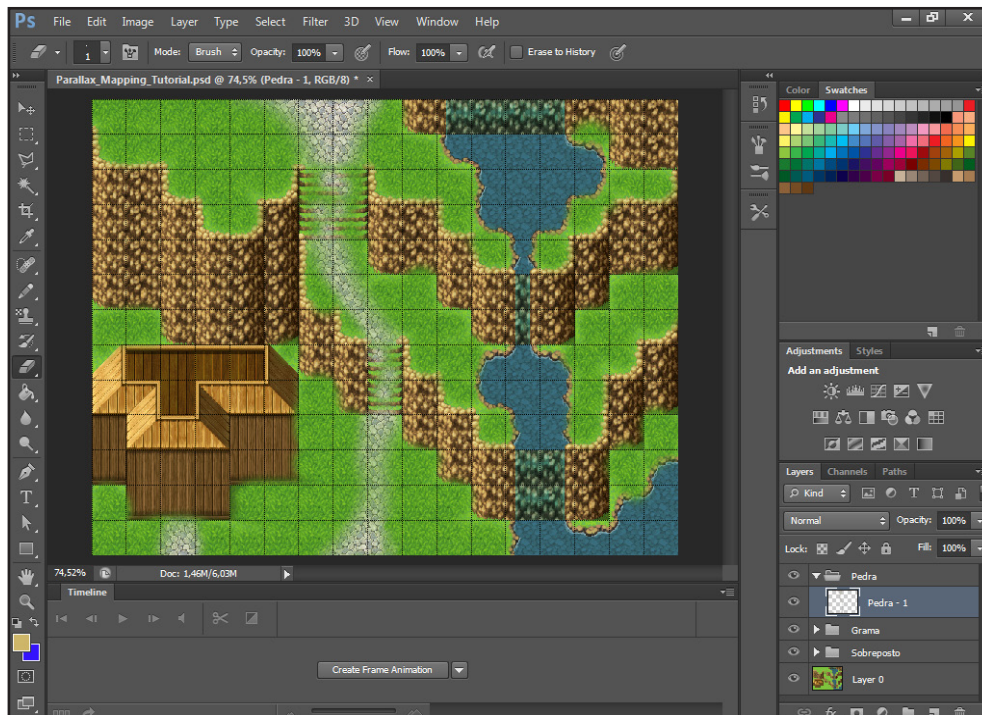 Ps File Edit Image Layer Type Select Filter 3D View Window Help
1 Mode: Brush Opacity: 100% Flow: 100% Erase to History
Parallax_Mapping_Tutorial.psd @ 74,5% (Pedra - 1, RGB/8) * ×
Color Swatches
Adjustments Styles
Add an adjustment
Layers Channels Paths
Kind
Normal Opacity: 100%
Lock: Fill: 100%
Pedra
Pedra - 1
Grama
Sobreposto
Layer 0
74,52% Doc: 1,46M/6,03M
Timeline
Create Frame Animation